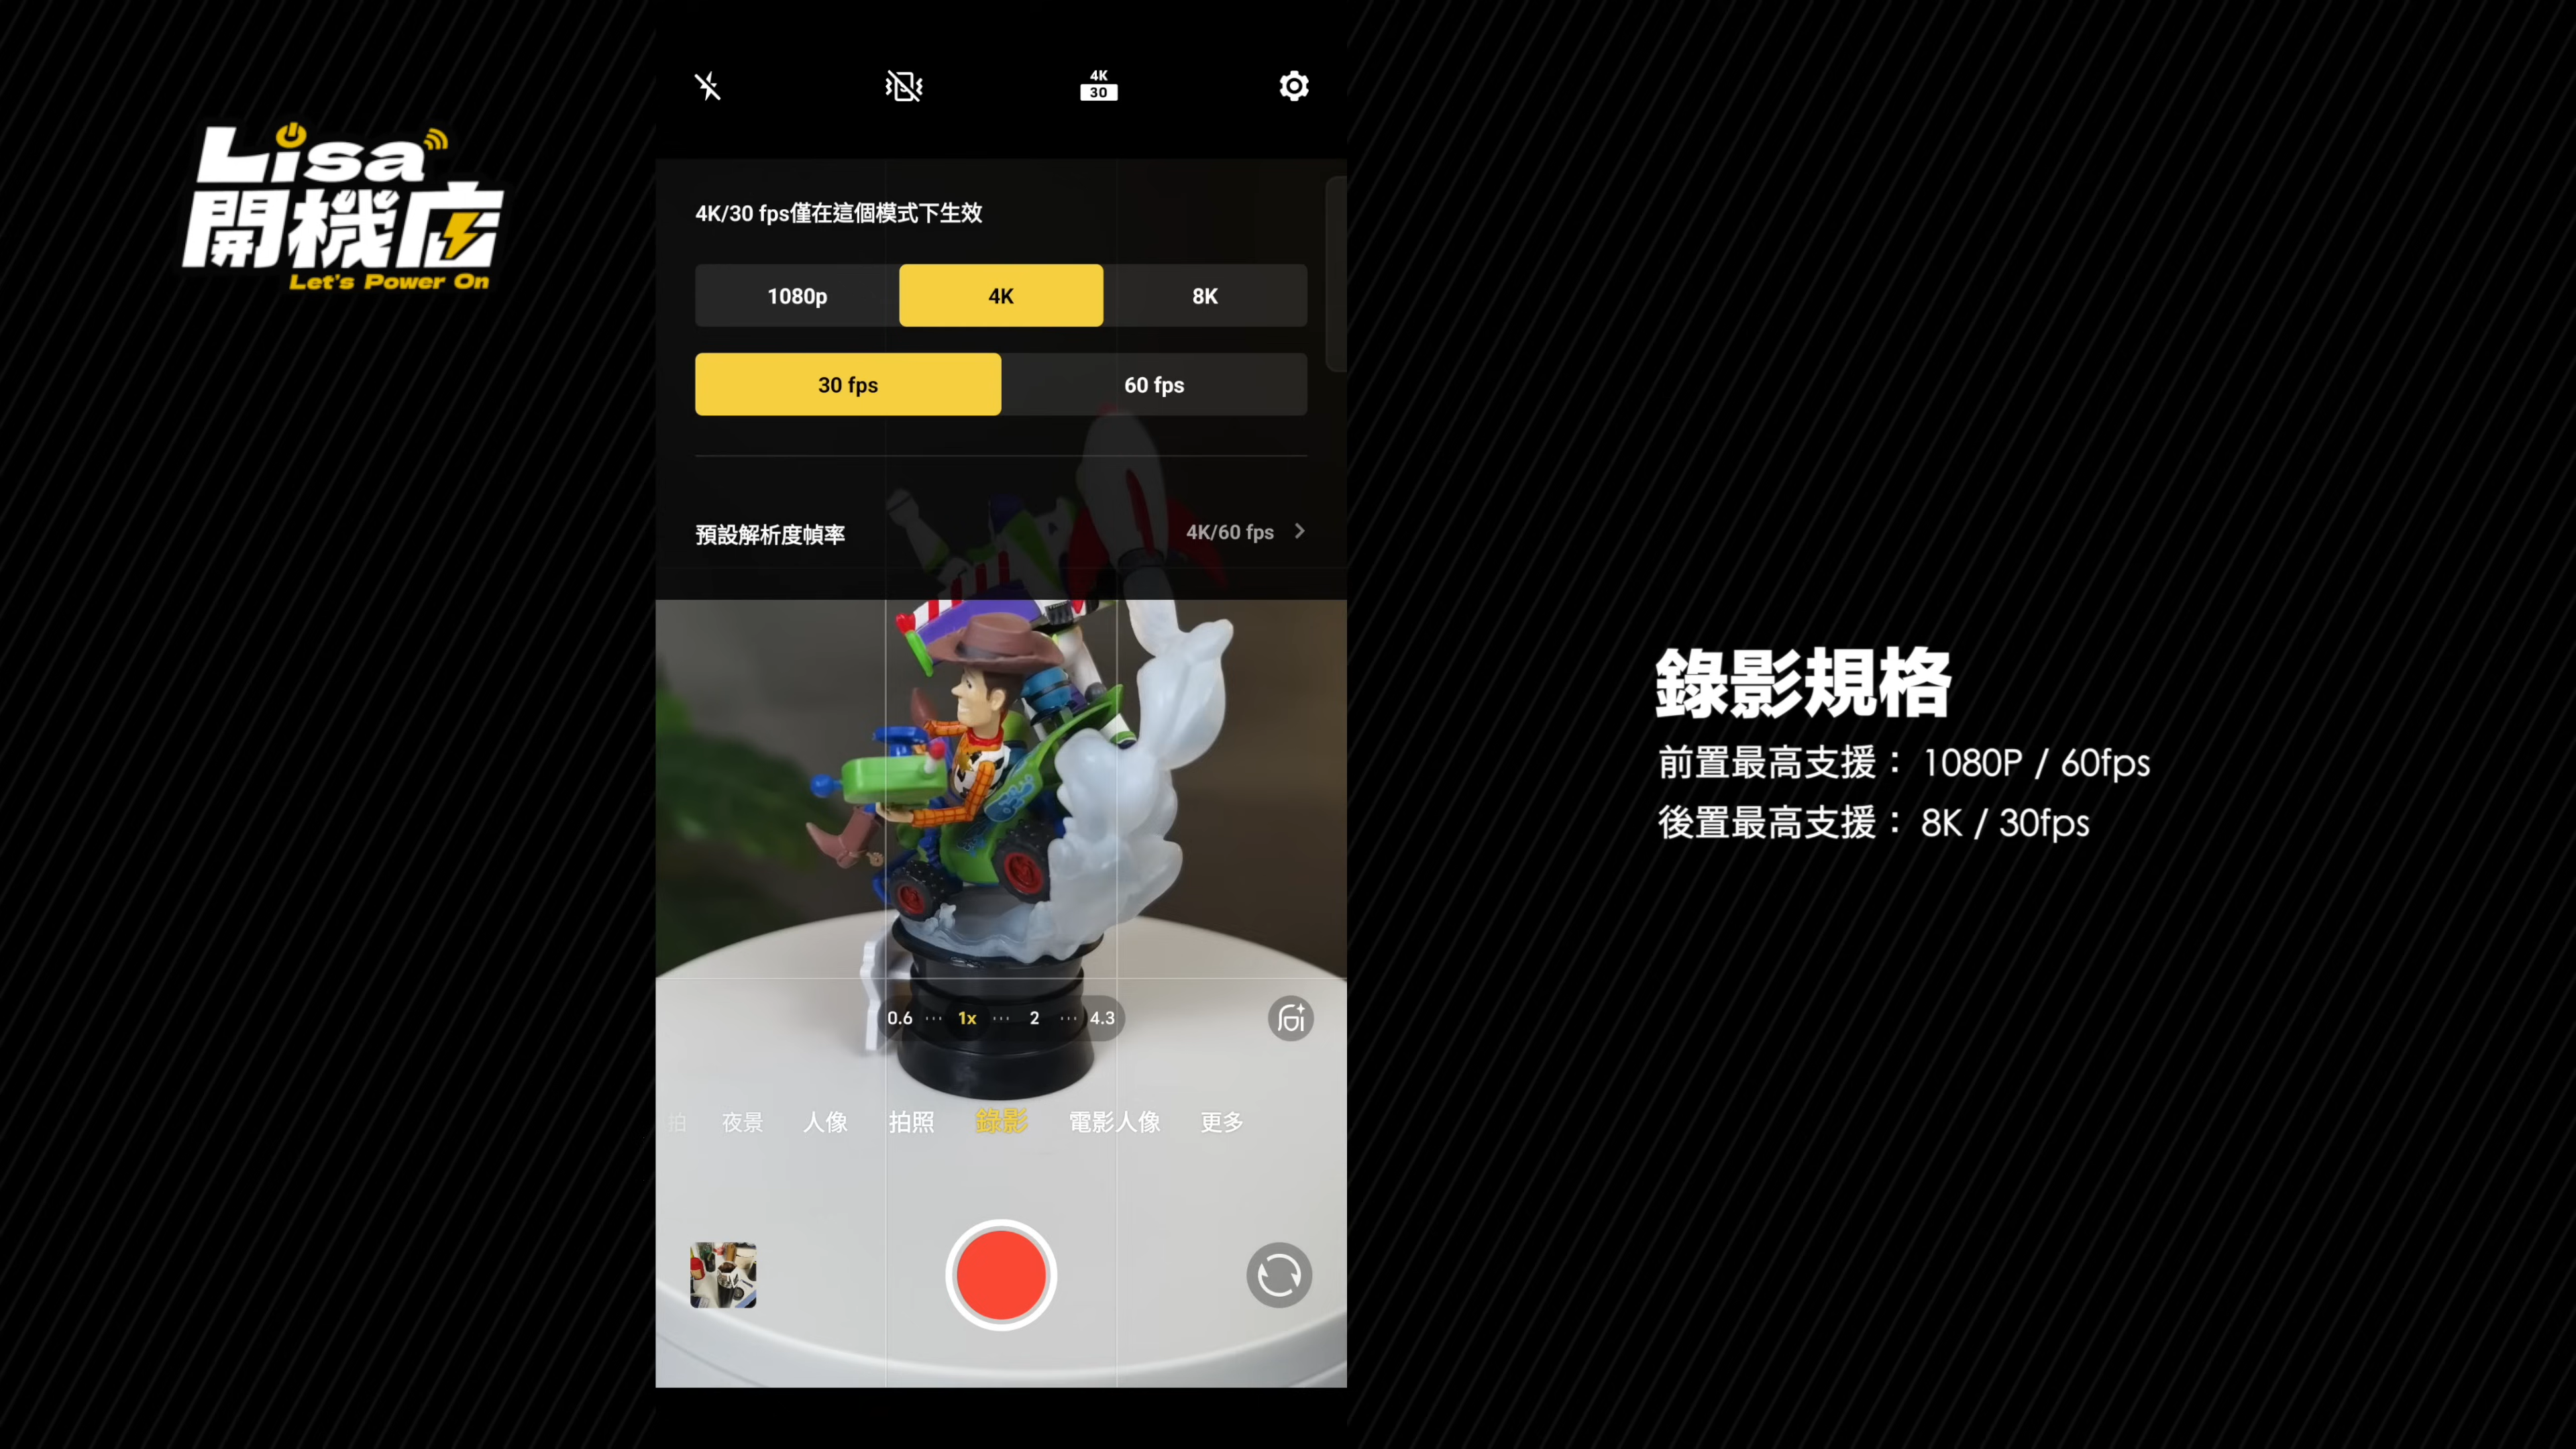 Lisa
開機店
Let's Power On
4K
30
4K/30 fps僅在這個模式下生效
1080p 4K 8K
30 fps 60 fps
預設解析度幀率 4K/60 fps
0.6 1x 2 4.3
拍 夜景 人像 拍照 錄影 電影人像 更多
錄影規格
前置最高支援：1080P / 60fps
後置最高支援：8K / 30fps